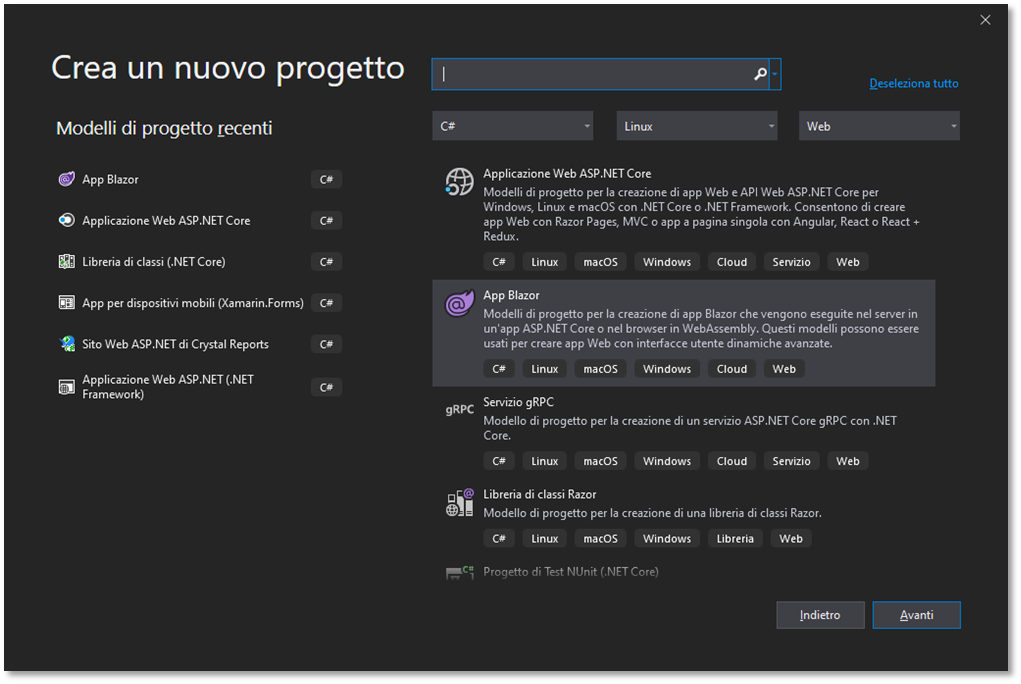 Crea un nuovo progetto
Deseleziona tutto
Modelli di progetto recenti
C#
Linux
Web
App Blazor
C#
Applicazione Web ASP.NET Core
C#
Libreria di classi (.NET Core)
C#
App per dispositivi mobili (Xamarin.Forms)
C#
Sito Web ASP.NET di Crystal Reports
C#
Applicazione Web ASP.NET (.NET
Framework)
C#
Applicazione Web ASP.NET Core
Modelli di progetto per la creazione di app Web e API Web ASP.NET Core per
Windows, Linux e macOS con .NET Core o .NET Framework. Consentono di creare
app Web con Razor Pages, MVC o app a pagina singola con Angular, React o React +
Redux.
C# Linux macOS Windows Cloud Servizio Web
App Blazor
Modelli di progetto per la creazione di app Blazor che vengono eseguite nel server in
un'app ASP.NET Core o nel browser in WebAssembly. Questi modelli possono essere
usati per creare app Web con interfacce utente dinamiche avanzate.
C# Linux macOS Windows Cloud Web
gRPC
Servizio gRPC
Modello di progetto per la creazione di un servizio ASP.NET Core gRPC con .NET
Core.
C# Linux macOS Windows Cloud Servizio Web
Libreria di classi Razor
Modello di progetto per la creazione di una libreria di classi Razor.
C# Linux macOS Windows Libreria Web
C#
Progetto di Test NUnit (.NET Core)
Indietro
Avanti